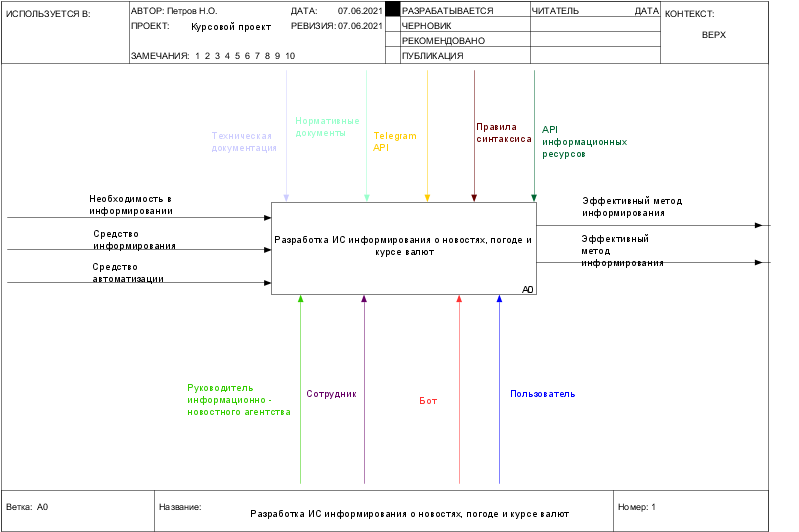 ИСПОЛЬЗУЕТСЯ В:
АВТОР: Петров Н.О.
ДАТА: 07.06.2021
РАЗРАБАТЫВАЕТСЯ
ЧИТАТЕЛЬ
ДАТА
КОНТЕКСТ:
ПРОЕКТ: Курсовой проект
РЕВИЗИЯ: 07.06.2021
ЧЕРНОВИК
РЕКОМЕНДОВАНО
ВЕРХ
ЗАМЕЧАНИЯ: 1 2 3 4 5 6 7 8 9 10
ПУБЛИКАЦИЯ
Техническая
документация
Нормативные
документы
Telegram
API
Правила
синтаксиса
API
информационных
ресурсов
Необходимость в
информировании
Средство
информирования
Средство
автоматизации
Разработка ИС информирования о новостях, погоде и
курсе валют
A0
Эффективный метод
информирования
Эффективный
метод
информирования
Руководитель
информационно -
новостного агентства
Сотрудник
Бот
Пользователь
Ветка: A0
Название:
Разработка ИС информирования о новостях, погоде и курсе валют
Номер: 1